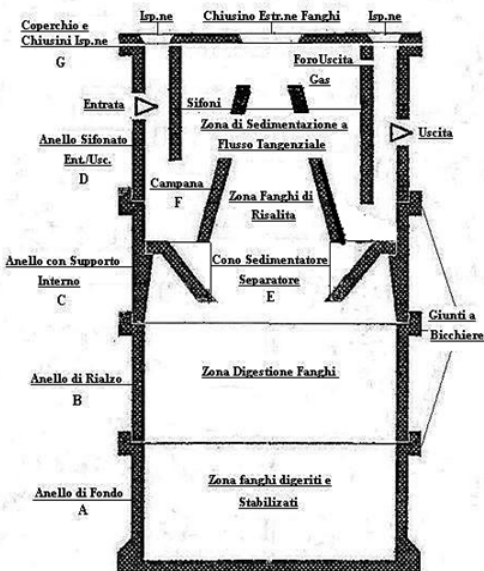 Isp.ne
Chiusino Estr.ne Fanghi
Isp.ne
Coperchio e
Chiusini Isp.ne
G
ForoUscita
Gas
Entrata
Sifoni
Zona di Sedimentazione a
Flusso Tangenziale
Uscita
Anello Sifonato
Ent./Usc.
D
Campana
F
Zona Fanghi di
Risalita
Anello con Supporto
Interno
C
Cono Sedimentatore
Separatore
E
Giunti a
Bicchiere
Anello di Rialzo
B
Zona Digestione Fanghi
Anello di Fondo
A
Zona fanghi digeriti e
Stabilizati